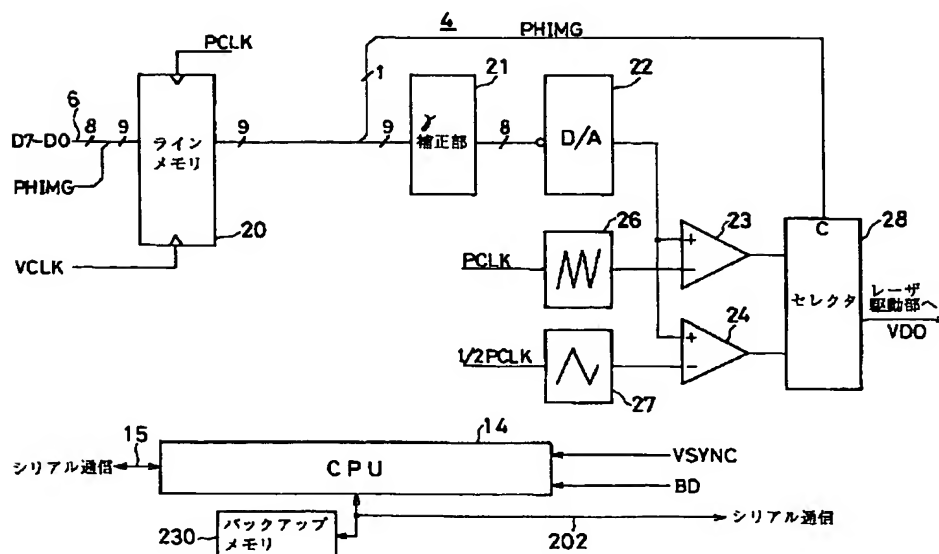 4
PHIMG
PCLK
1
21
22
6
D7-D0
8
9
ライン
メモリ
9
9
γ
補正部
8
D/A
PHIMG
20
VCLK
26
23
C
28
PCLK
セレクタ
レーザ
駆動部へ
VDO
24
1/2PCLK
27
+
-
+
-
14
15
シリアル通信
CPU
VSYNC
BD
230
バックアップ
メモリ
202
シリアル通信